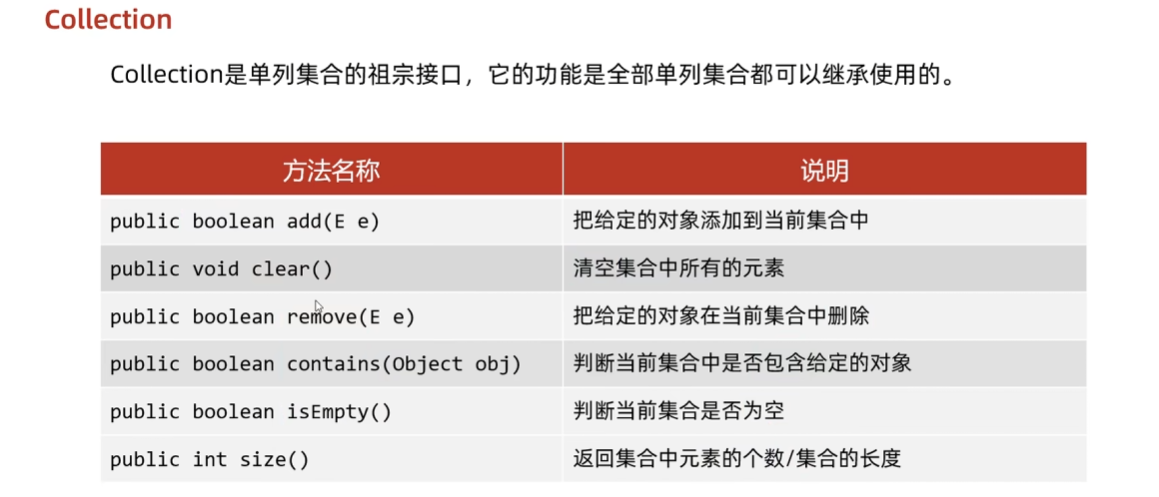 Collection
Collection是单列集合的祖宗接口，它的功能是全部单列集合都可以继承使用的。
方法名称 说明
public boolean add(E e) 把给定的对象添加到当前集合中
public void clear() 清空集合中所有的元素
public boolean remove(E e) 把给定的对象在当前集合中删除
public boolean contains(Object obj) 判断当前集合中是否包含给定的对象
public boolean isEmpty() 判断当前集合是否为空
public int size() 返回集合中元素的个数/集合的长度